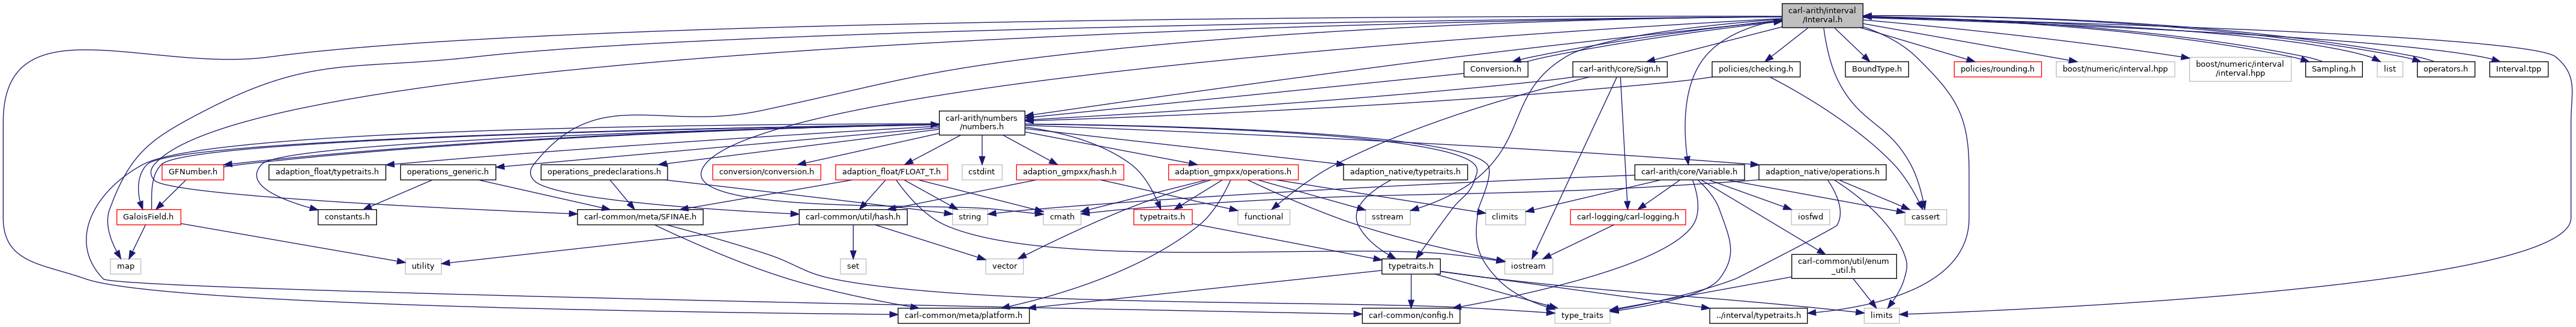 carl-arith/interval
/Interval.h
Conversion.h
carl-arith/core/Sign.h
policies/checking.h
BoundType.h
policies/rounding.h
boost/numeric/interval.hpp
boost/numeric/interval
/interval.hpp
Sampling.h
list
operators.h
Interval.tpp
carl-arith/numbers
/numbers.h
GFNumber.h
adaption_float/typetraits.h
operations_generic.h
operations_predeclarations.h
conversion/conversion.h
adaption_float/FLOAT_T.h
cstdint
adaption_gmpxx/hash.h
adaption_gmpxx/operations.h
adaption_native/typetraits.h
carl-arith/core/Variable.h
adaption_native/operations.h
GaloisField.h
constants.h
carl-common/meta/SFINAE.h
carl-common/util/hash.h
string
cmath
typetraits.h
functional
sstream
climits
carl-logging/carl-logging.h
iosfwd
cassert
map
utility
set
vector
typetraits.h
iostream
carl-common/util/enum
_util.h
carl-common/meta/platform.h
carl-common/config.h
type_traits
../interval/typetraits.h
limits